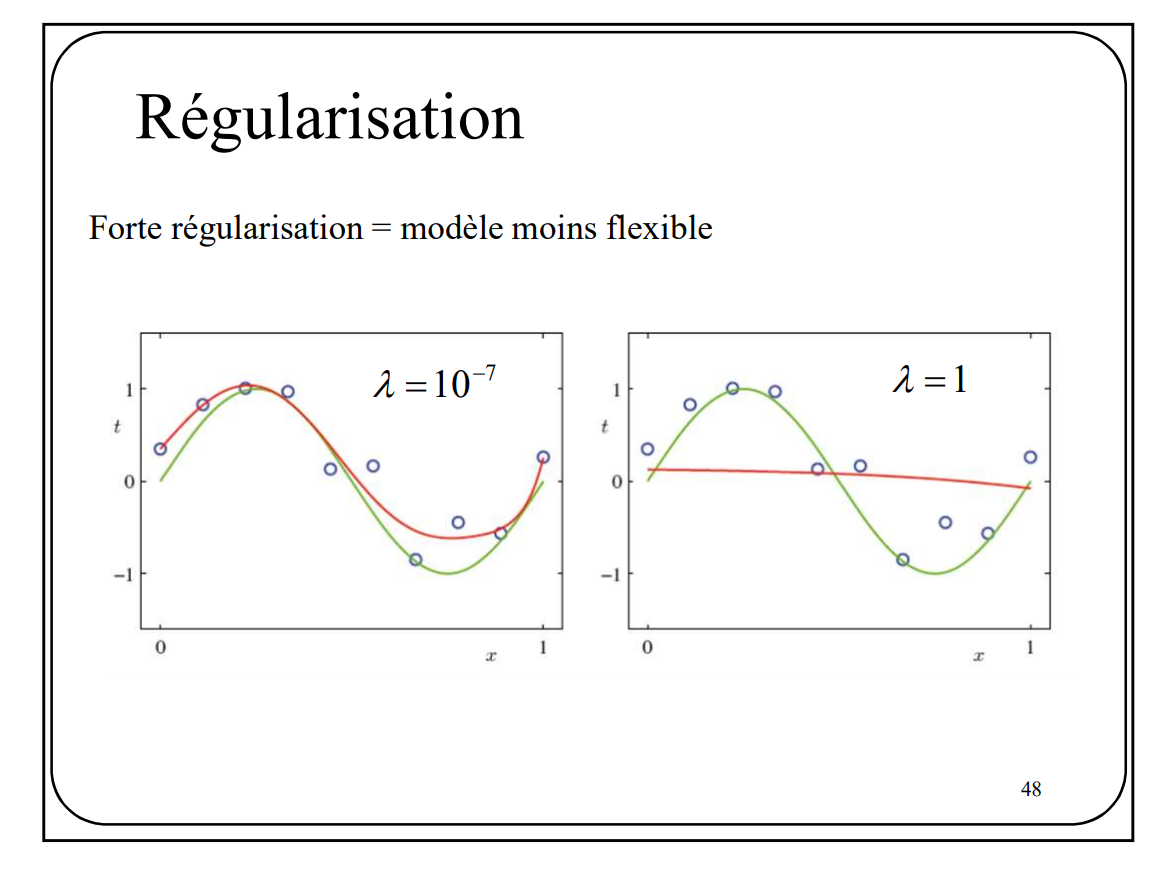 Régularisation
Forte régularisation = modèle moins flexible
λ = 10⁻⁷
1
t
0
−1
0
x
1
λ = 1
1
t
0
−1
0
x
1
48